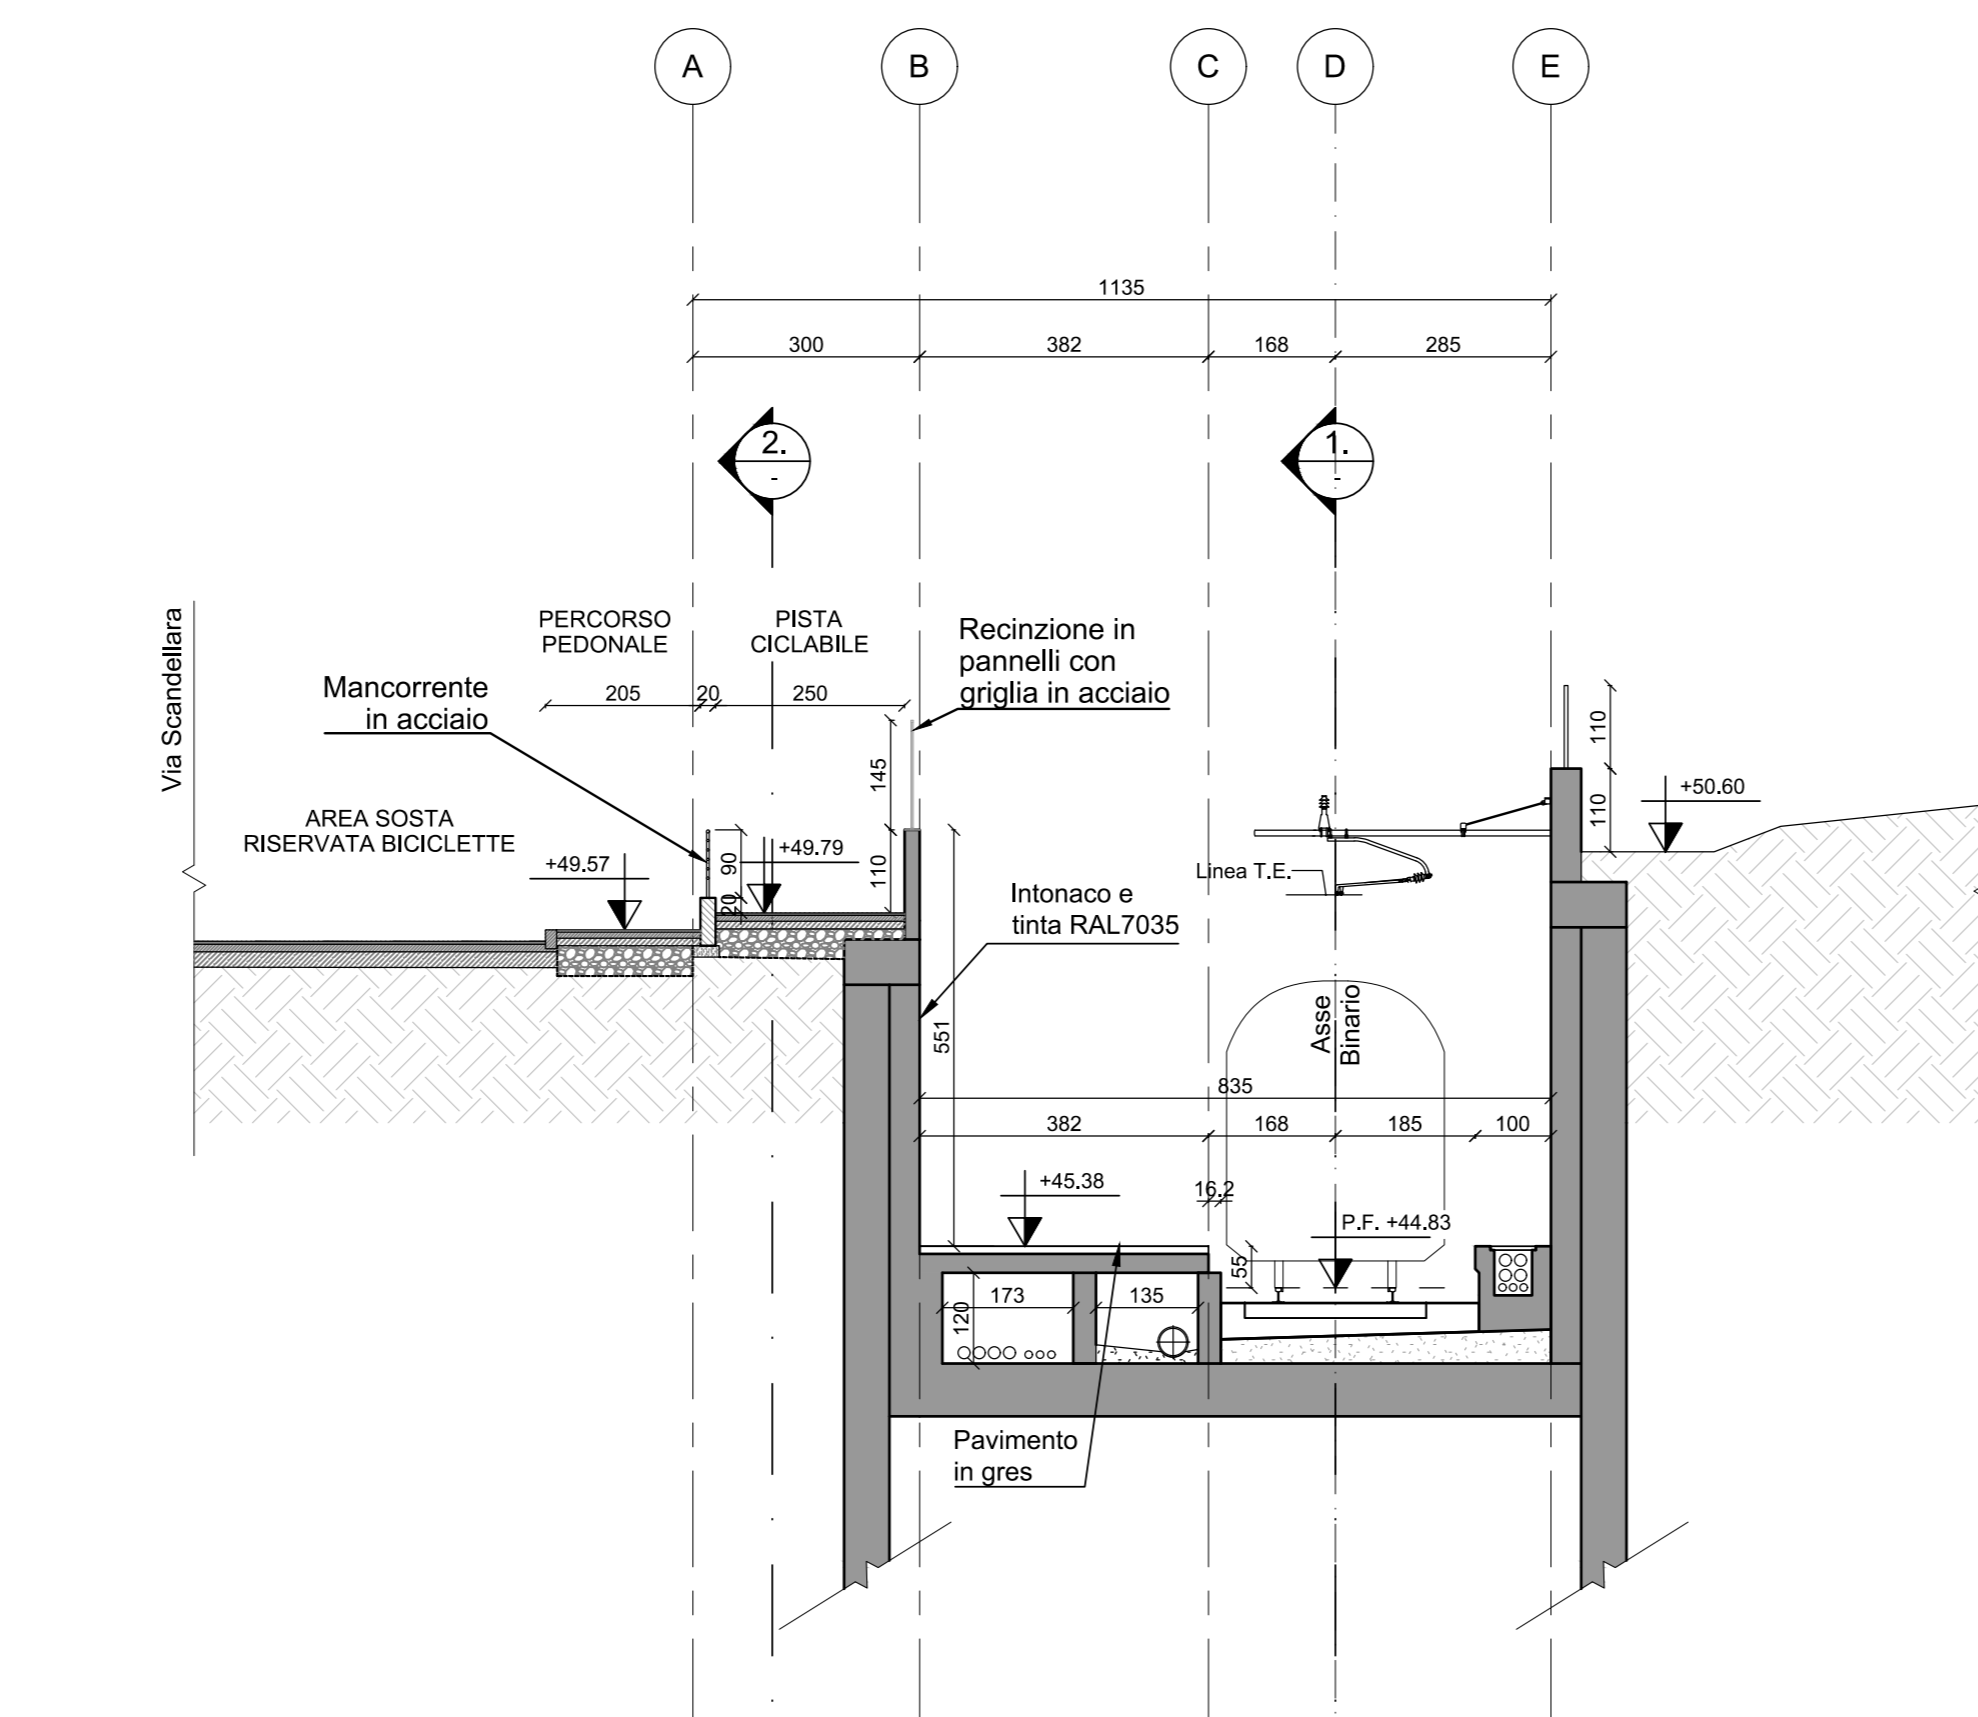 A
B
C
D
E
1135
300
382
168
285
2.
-
1.
-
Via Scandellara
PERCORSO
PEDONALE
PISTA
CICLABILE
Recinzione in
pannelli con
griglia in acciaio
Mancorrente
in acciaio
205
20
250
110
145
110
+50.60
AREA SOSTA
RISERVATA BICICLETTE
+49.57
90
20
+49.79
110
Linea T.E.
Intonaco e
tinta RAL7035
551
Asse
Binario
835
382
168
185
100
+45.38
16.2
P.F. +44.83
55
173
135
120
Pavimento
in gres